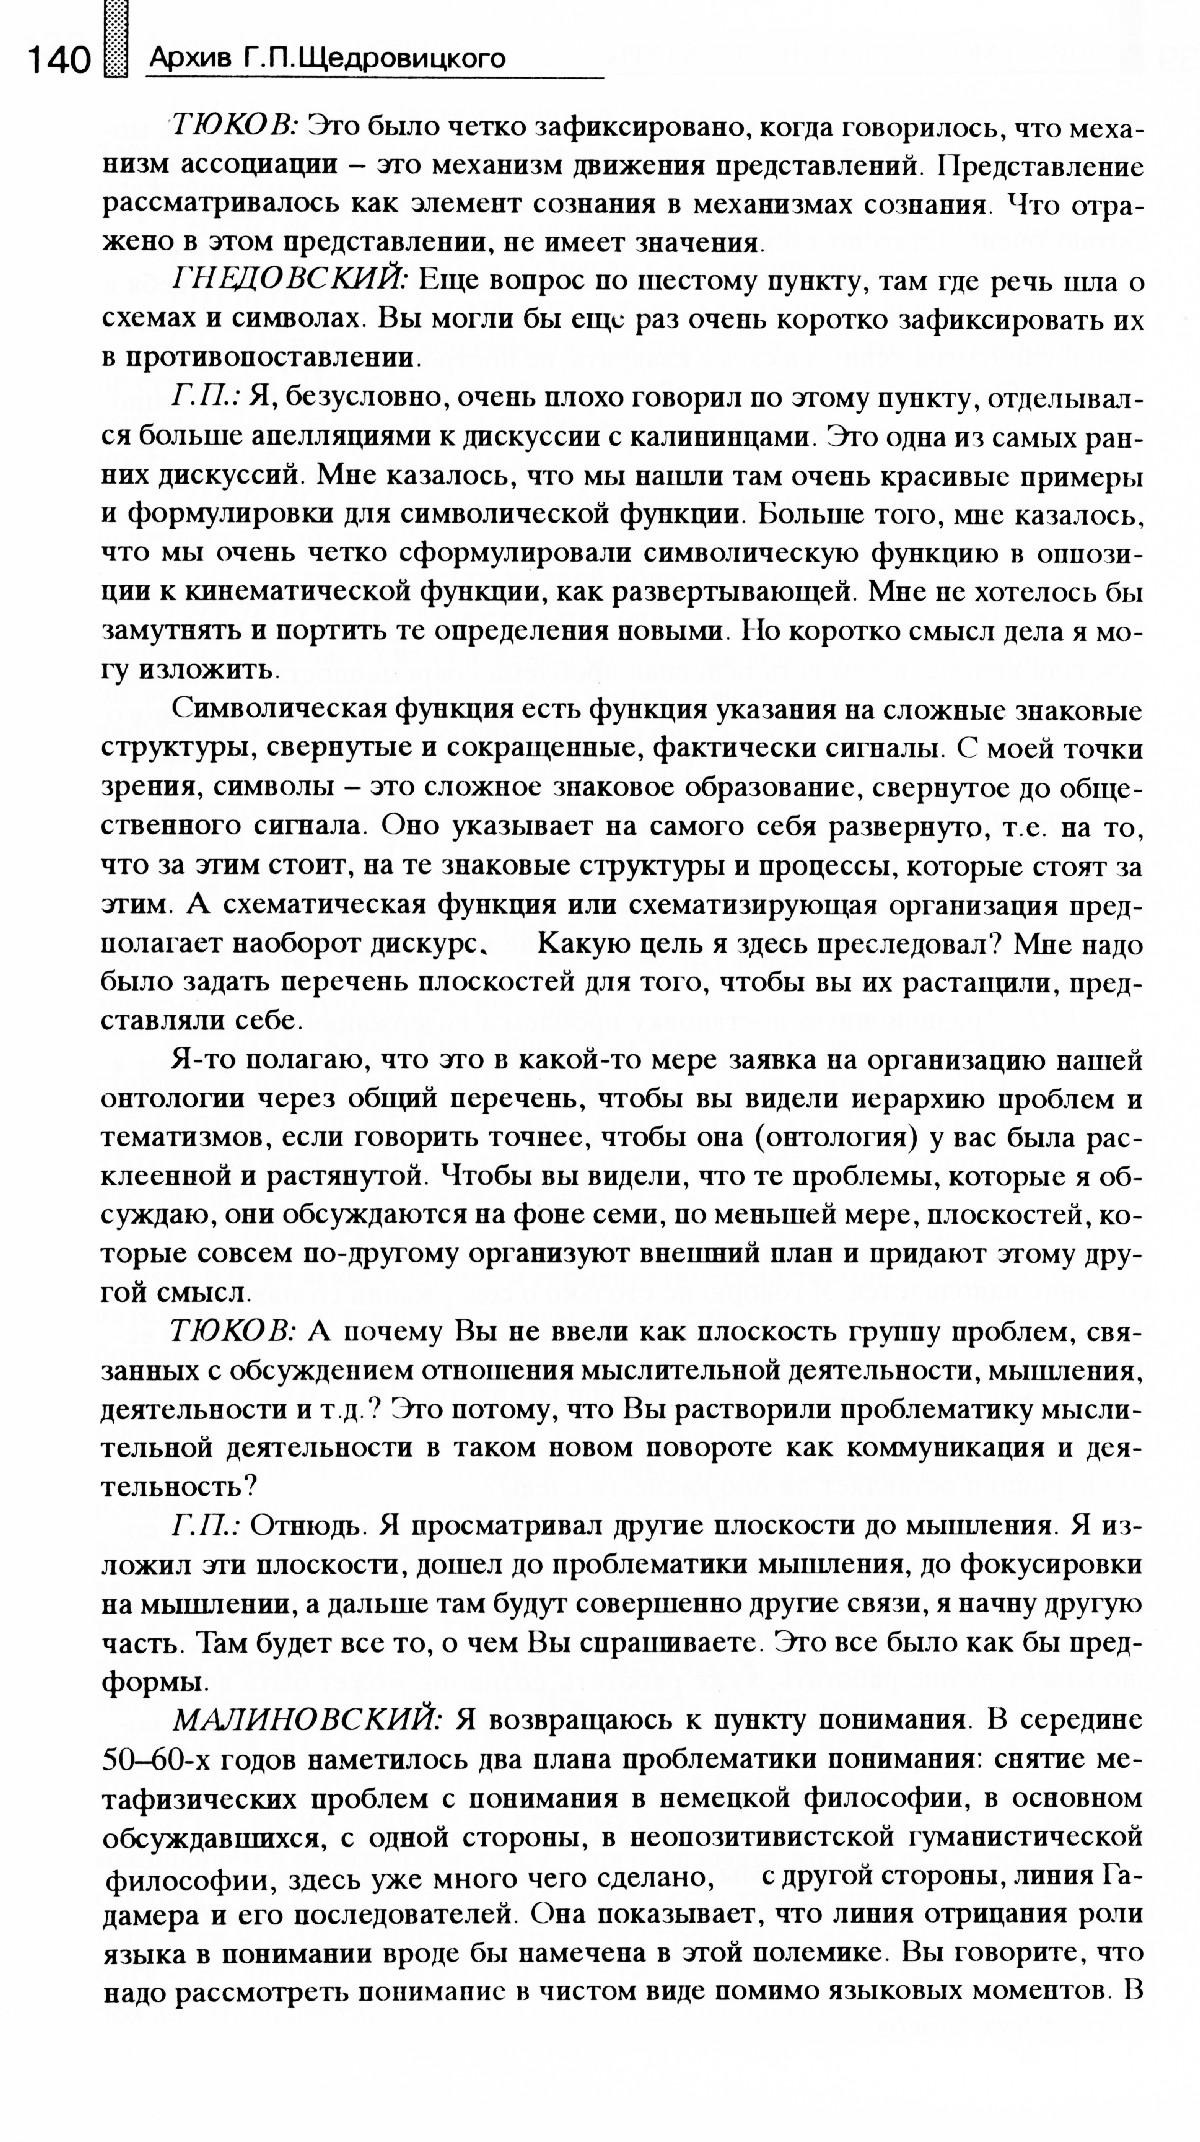 140 Архив Г.П.Щедровицкого
ТЮКОВ: Это было четко зафиксировано, когда говорилось, что меха-
низм ассоциации – это механизм движения представлений. Представление
рассматривалось как элемент сознания в механизмах сознания. Что отра-
жено в этом представлении, не имеет значения.
ГНЕДОВСКИЙ: Еще вопрос по шестому пункту, там где речь шла о
схемах и символах. Вы могли бы еще раз очень коротко зафиксировать их
в противопоставлении.
Г.П.: Я, безусловно, очень плохо говорил по этому пункту, отделывал-
ся больше апелляциями к дискуссии с калининцами. Это одна из самых ран-
них дискуссий. Мне казалось, что мы нашли там очень красивые примеры
и формулировки для символической функции. Больше того, мне казалось,
что мы очень четко сформулировали символическую функцию в оппози-
ции к кинематической функции, как развертывающей. Мне не хотелось бы
замутнять и портить те определения новыми. Но коротко смысл дела я мо-
гу изложить.
Символическая функция есть функция указания на сложные знаковые
структуры, свернутые и сокращенные, фактически сигналы. С моей точки
зрения, символы – это сложное знаковое образование, свернутое до обще-
ственного сигнала. Оно указывает на самого себя развернуто, т.е. на то,
что за этим стоит, на те знаковые структуры и процессы, которые стоят за
этим. А схематическая функция или схематизирующая организация пред-
полагает наоборот дискурс. Какую цель я здесь преследовал? Мне надо
было задать перечень плоскостей для того, чтобы вы их растащили, пред-
ставляли себе.
Я-то полагаю, что это в какой-то мере заявка на организацию нашей
онтологии через общий перечень, чтобы вы видели иерархию проблем и
тематизмов, если говорить точнее, чтобы она (онтология) у вас была рас-
клеенной и растянутой. Чтобы вы видели, что те проблемы, которые я об-
суждаю, они обсуждаются на фоне семи, по меньшей мере, плоскостей, ко-
торые совсем по-другому организуют внешний план и придают этому дру-
гой смысл.
ТЮКОВ: А почему Вы не ввели как плоскость группу проблем, свя-
занных с обсуждением отношения мыслительной деятельности, мышления,
деятельности и т.д.? Это потому, что Вы растворили проблематику мысли-
тельной деятельности в таком новом повороте как коммуникация и дея-
тельность?
Г.П.: Отнюдь. Я просматривал другие плоскости до мышления. Я из-
ложил эти плоскости, дошел до проблематики мышления, до фокусировки
на мышлении, а дальше там будут совершенно другие связи, я начну другую
часть. Там будет все то, о чем Вы спрашиваете. Это все было как бы пред-
формы.
МАЛИНОВСКИЙ: Я возвращаюсь к пункту понимания. В середине
50–60-х годов наметилось два плана проблематики понимания: снятие ме-
тафизических проблем с понимания в немецкой философии, в основном
обсуждавшихся, с одной стороны, в неопозитивистской гуманистической
философии, здесь уже много чего сделано, с другой стороны, линия Га-
дамера и его последователей. Она показывает, что линия отрицания роли
языка в понимании вроде бы намечена в этой полемике. Вы говорите, что
надо рассмотреть понимание в чистом виде помимо языковых моментов. В